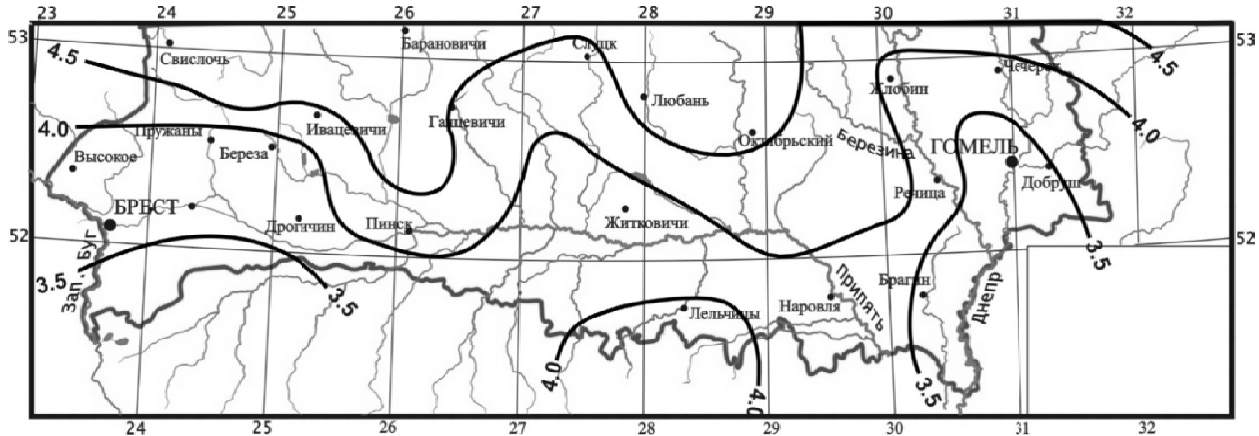 23 24 25 26 27 28 29 30 31 32
53 53
Свислочь
Барановичи
Слуцк
4.5
4.5
Чечерск
Жлобин
Любань
Ганцевичи
Ивацевичи
4.0
4.0
Пружаны
Октябрьский
Березина
ГОМЕЛЬ
Береза
Высокое
Добруш
Речица
БРЕСТ
Дрогичин
Пинск
Житковичи
52 52
Зап. Буг
3.5
3.5
3.5
Брагин
Припять
Днепр
Наровля
Лельчицы
4.0
4.0
3.5
24 25 26 27 28 29 30 31 32